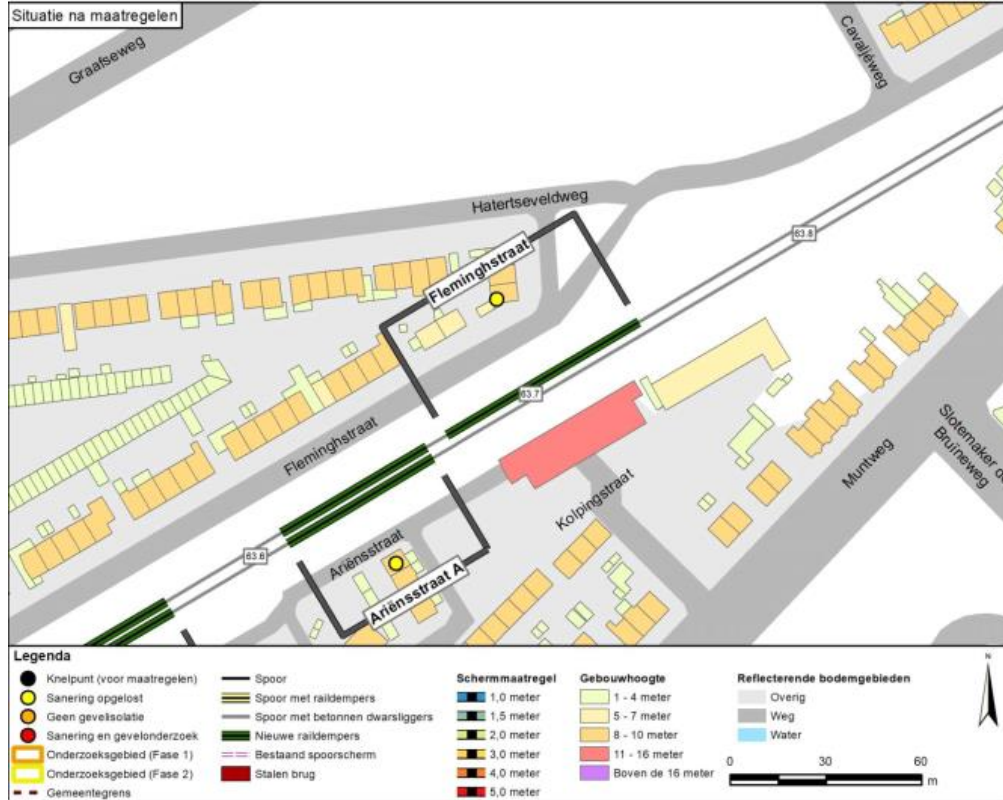 Situatie na maatregelen
Graafseweg
Cavaljéweg
Hatertseveldweg
Fleminghstraat
63.8
63.7
Fleminghstraat
Slotemaker de
Bruïneweg
Muntweg
Kolpingstraat
63.6
Ariënsstraat
Ariënsstraat A
Legenda
Knelpunt (voor maatregelen)
Sanering opgelost
Geen gevelisolatie
Sanering en gevelonderzoek
Onderzoeksgebied (Fase 1)
Onderzoeksgebied (Fase 2)
Gemeentegrens
Spoor
Spoor met raildempers
Spoor met betonnen dwarsliggers
Nieuwe raildempers
Bestaand spoorscherm
Stalen brug
Schermmaatregel
1,0 meter
1,5 meter
2,0 meter
3,0 meter
4,0 meter
5,0 meter
Gebouwhoogte
1 - 4 meter
5 - 7 meter
8 - 10 meter
11 - 16 meter
Boven de 16 meter
Reflecterende bodemgebieden
Overig
Weg
Water
N
0 30 60
m